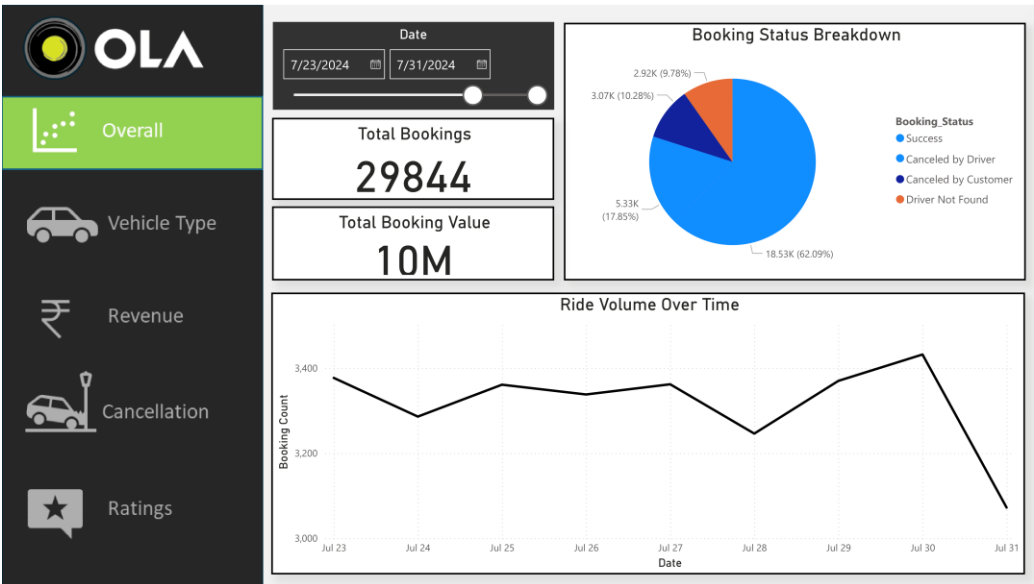 OLA
Overall
Vehicle Type
Revenue
Cancellation
Ratings
Date
7/23/2024
7/31/2024
Total Bookings
29844
Total Booking Value
10M
Booking Status Breakdown
2.92K (9.78%)
3.07K (10.28%)
5.33K
(17.85%)
18.53K (62.09%)
Booking_Status
Success
Canceled by Driver
Canceled by Customer
Driver Not Found
Ride Volume Over Time
Booking Count
3,400
3,200
3,000
Jul 23
Jul 24
Jul 25
Jul 26
Jul 27
Jul 28
Jul 29
Jul 30
Jul 31
Date